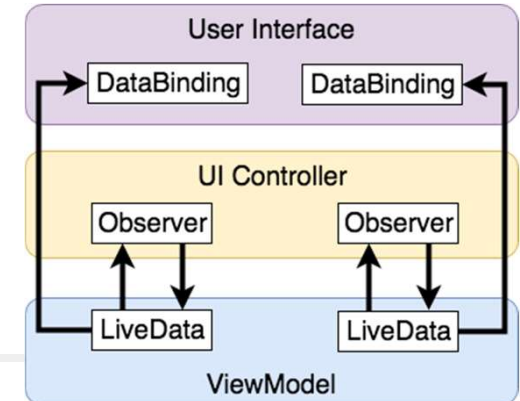 User Interface
DataBinding
DataBinding
UI Controller
Observer
Observer
LiveData
LiveData
ViewModel